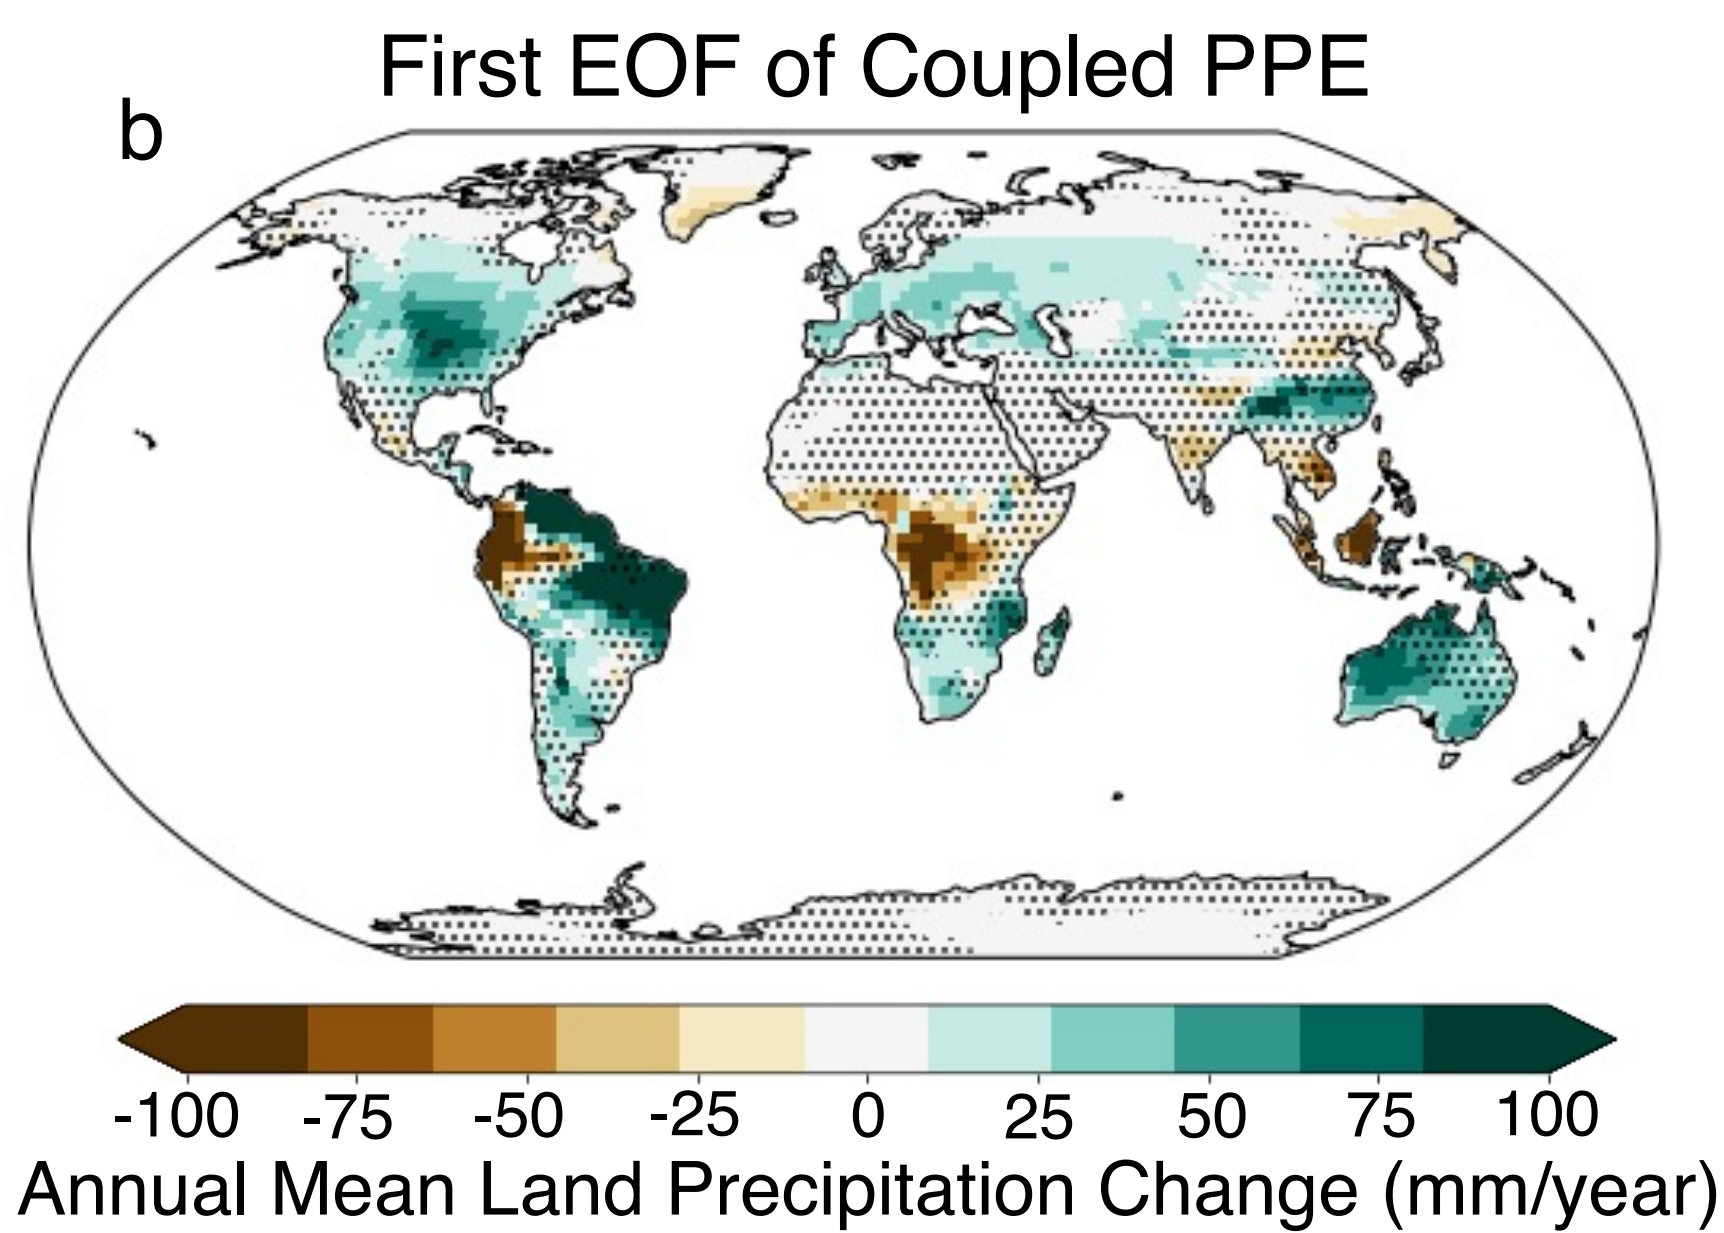 First EOF of Coupled PPE
b
-100 -75 -50 -25 0 25 50 75 100
Annual Mean Land Precipitation Change (mm/year)